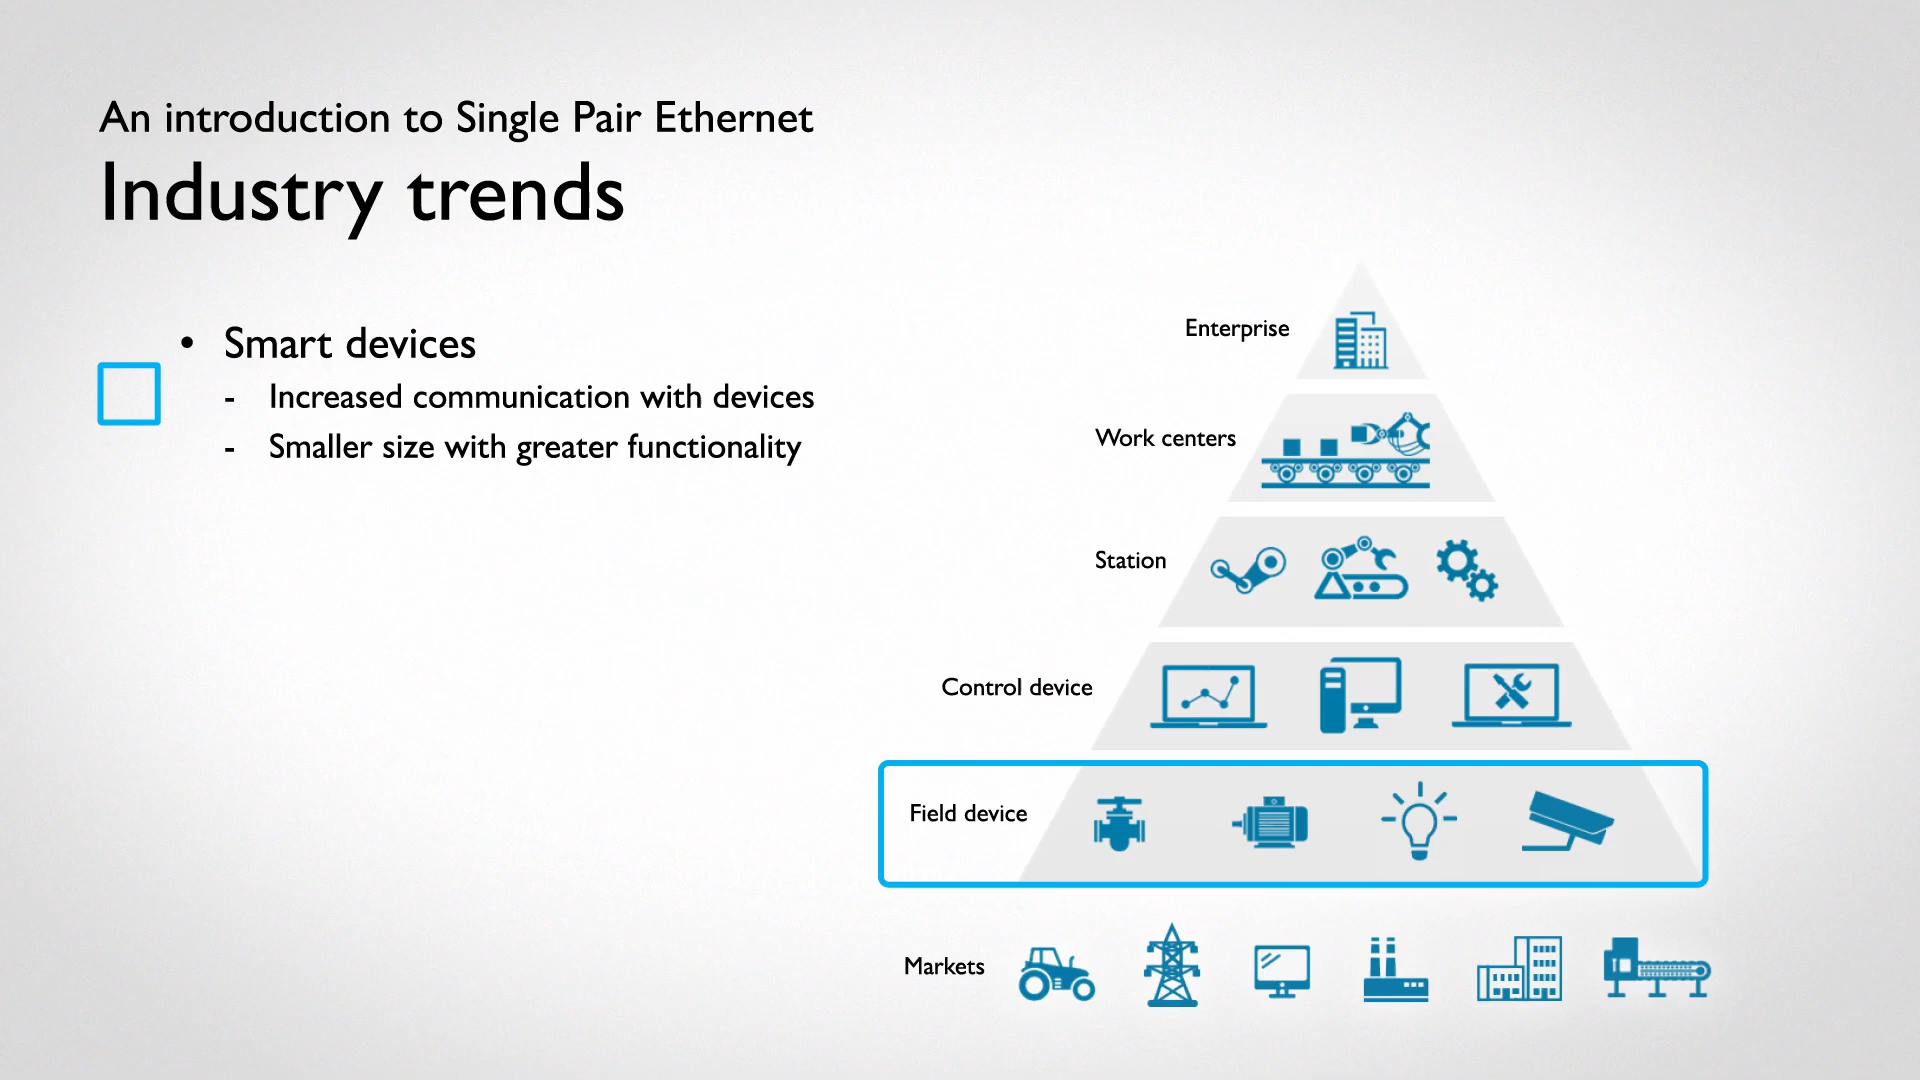 An introduction to Single Pair Ethernet
Industry trends
• Smart devices
- Increased communication with devices
- Smaller size with greater functionality
Enterprise
Work centers
Station
Control device
Field device
Markets